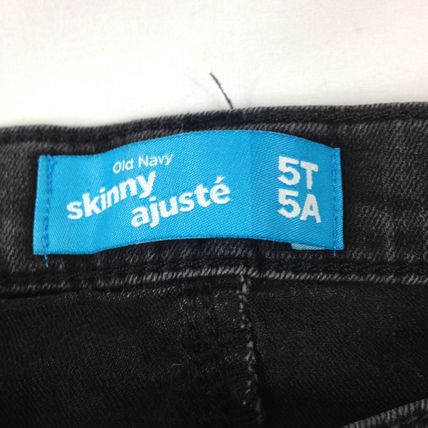 Old Navy
skinny
ajusté
5T
5A